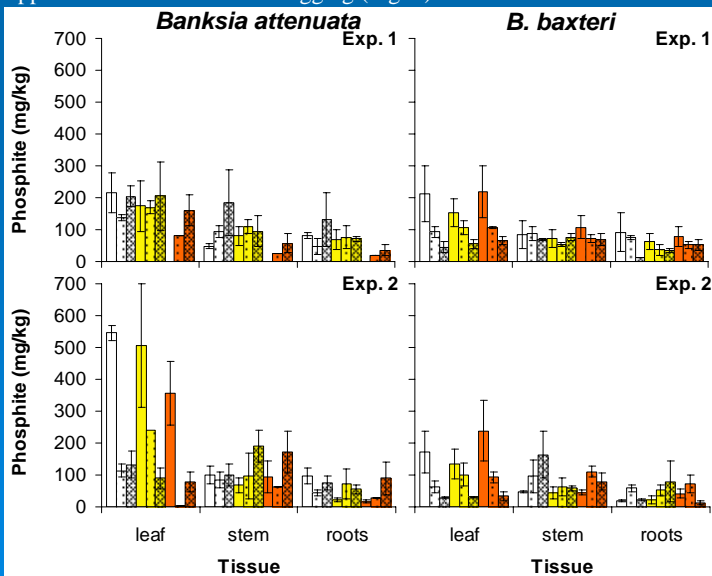 Banksia attenuata
B. baxteri
Exp. 1
Exp. 1
Phosphite (mg/kg)
700
600
500
400
300
200
100
0
Exp. 2
Exp. 2
Phosphite (mg/kg)
700
600
500
400
300
200
100
0
leaf stem roots
leaf stem roots
Tissue
Tissue